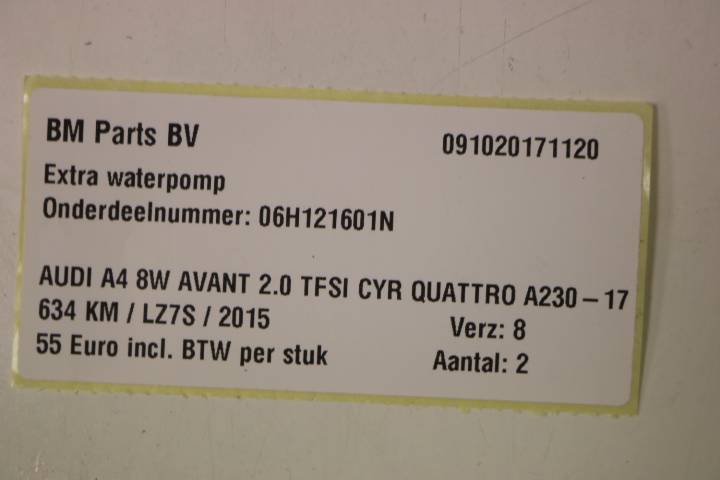 BM Parts BV 091020171120
Extra waterpomp
Onderdeelnummer: 06H121601N
AUDI A4 8W AVANT 2.0 TFSI CYR QUATTRO A230-17
634 KM / LZ7S / 2015 Verz: 8
55 Euro incl. BTW per stuk Aantal: 2